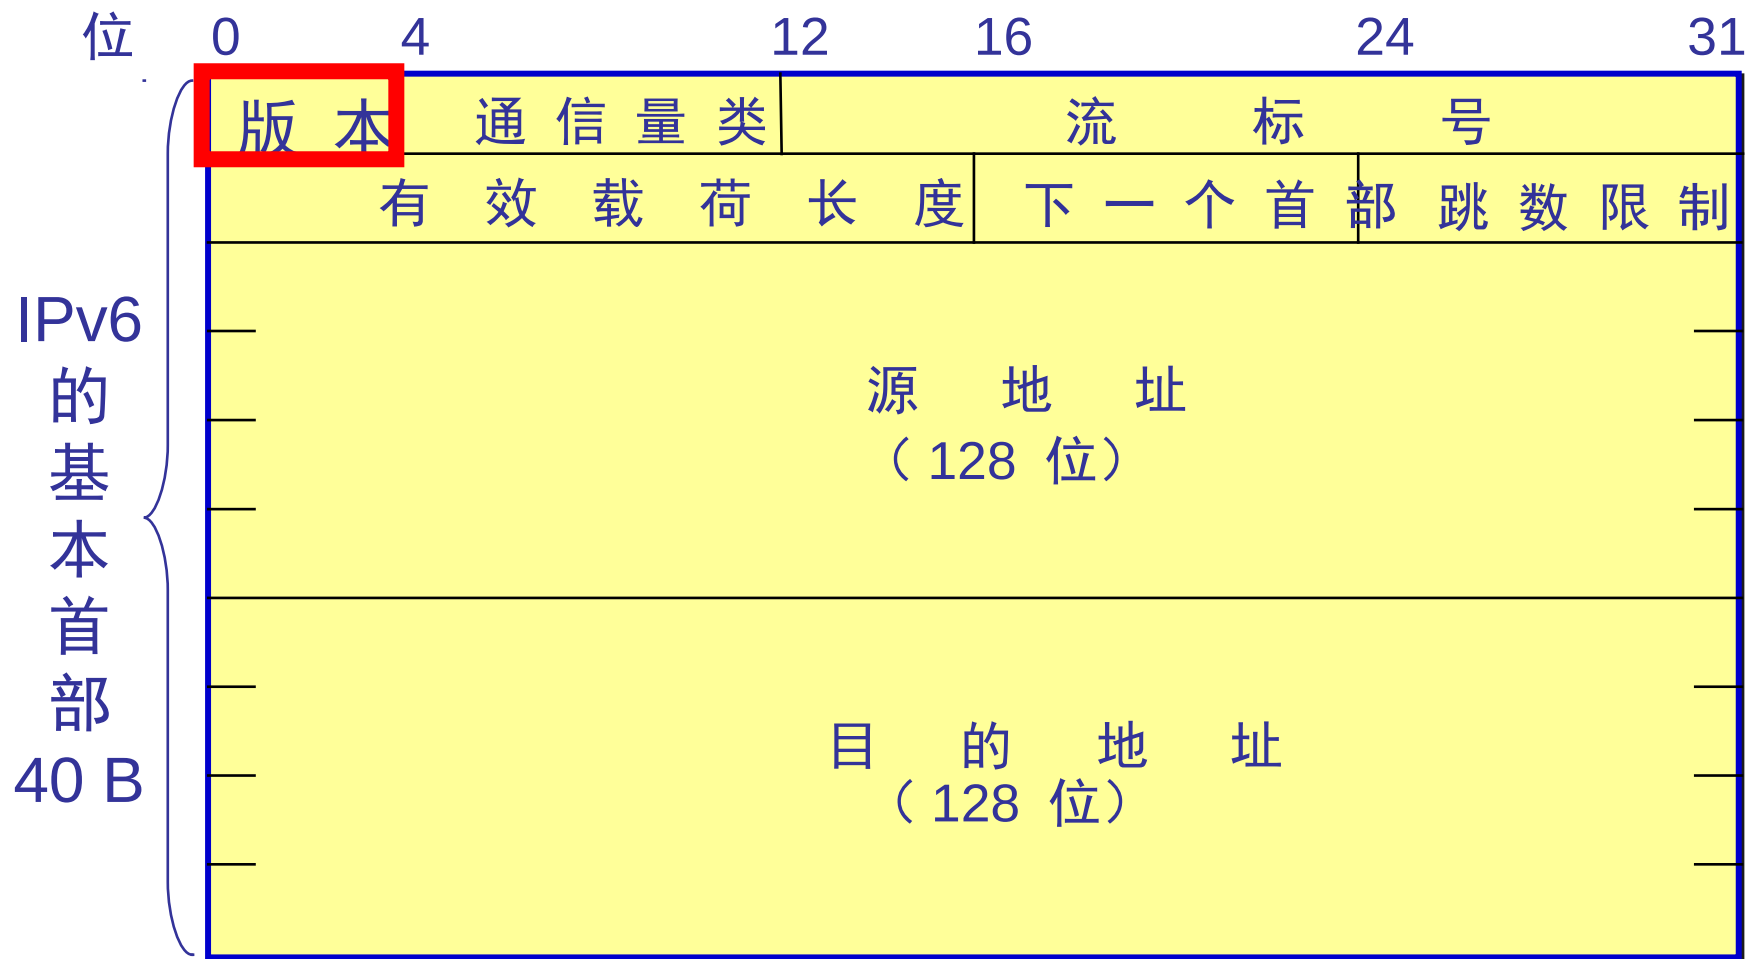 位 0 4 12 16 24 31
版 本 通 信 量 类 流 标 号
有 效 载 荷 长 度 下 一 个 首 部 跳 数 限 制
源 地 址
（ 128 位）
目 的 地 址
（ 128 位）
IPv6
的
基
本
首
部
40 B